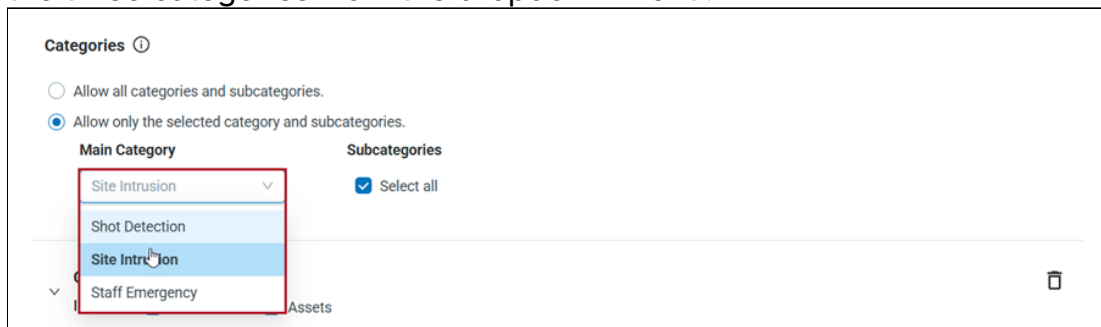 Categories
Allow all categories and subcategories.
Allow only the selected category and subcategories.
Main Category Subcategories
Site Intrusion Select all
Shot Detection
Site Intrusion
Staff Emergency
Assets